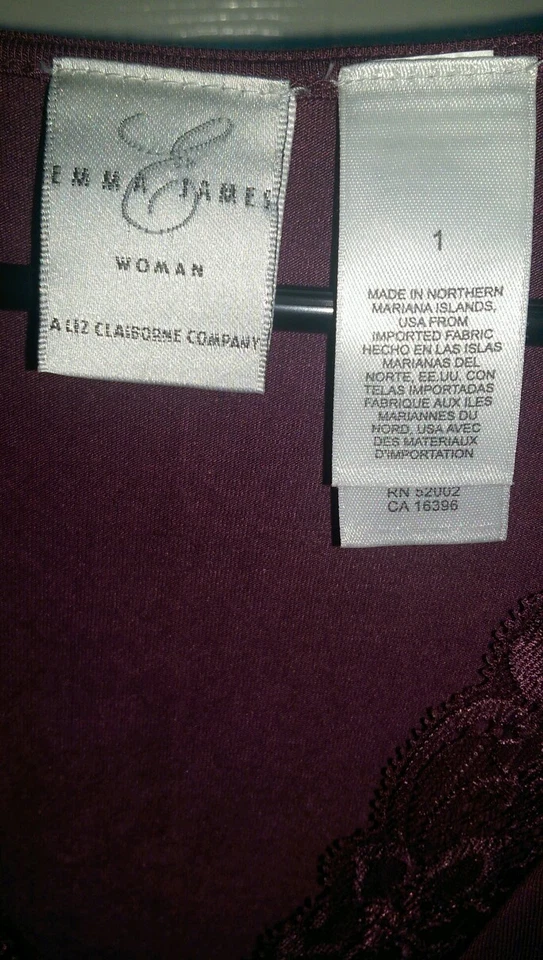 EMMA JAMES
WOMAN
A LIZ CLAIBORNE COMPANY
1
MADE IN NORTHERN
MARIANA ISLANDS,
USA FROM
IMPORTED FABRIC
HECHO EN LAS ISLAS
MARIANAS DEL
NORTE, EE.UU. CON
TELAS IMPORTADAS
FABRIQUE AUX ILES
MARIANNES DU
NORD, USA AVEC
DES MATERIAUX
D'IMPORTATION
RN 52002
CA 16396